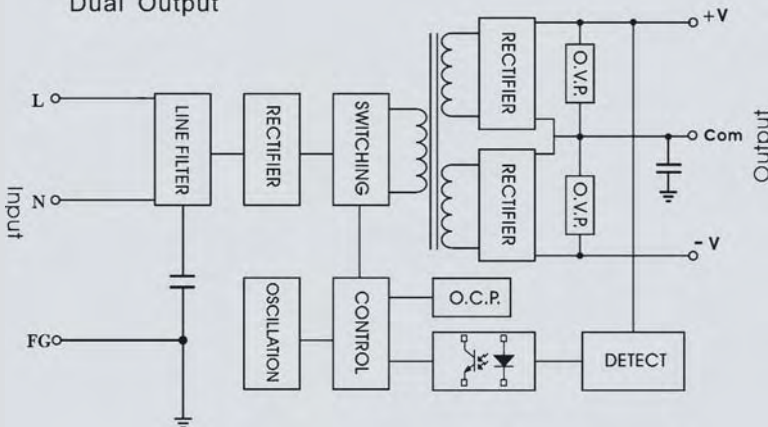 Dual Output
Input
L
N
FG
LINE FILTER
RECTIFIER
SWITCHING
RECTIFIER
RECTIFIER
O.V.P.
O.V.P.
+V
Com
- V
Output
OSCILLATION
CONTROL
O.C.P.
DETECT